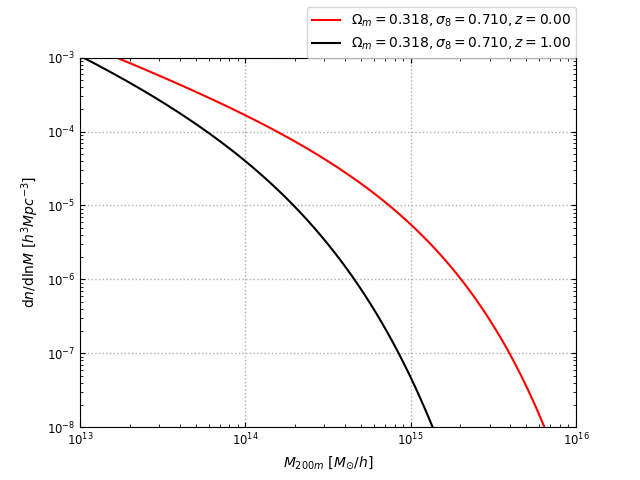 Ωₘ = 0.318, σ₈ = 0.710, z = 0.00
Ωₘ = 0.318, σ₈ = 0.710, z = 1.00
10⁻³
10⁻⁴
10⁻⁵
10⁻⁶
10⁻⁷
10⁻⁸
dn/dlnM [h³Mpc⁻³]
10¹³
10¹⁴
10¹⁵
10¹⁶
M₂₀₀ₘ [M⊙/h]